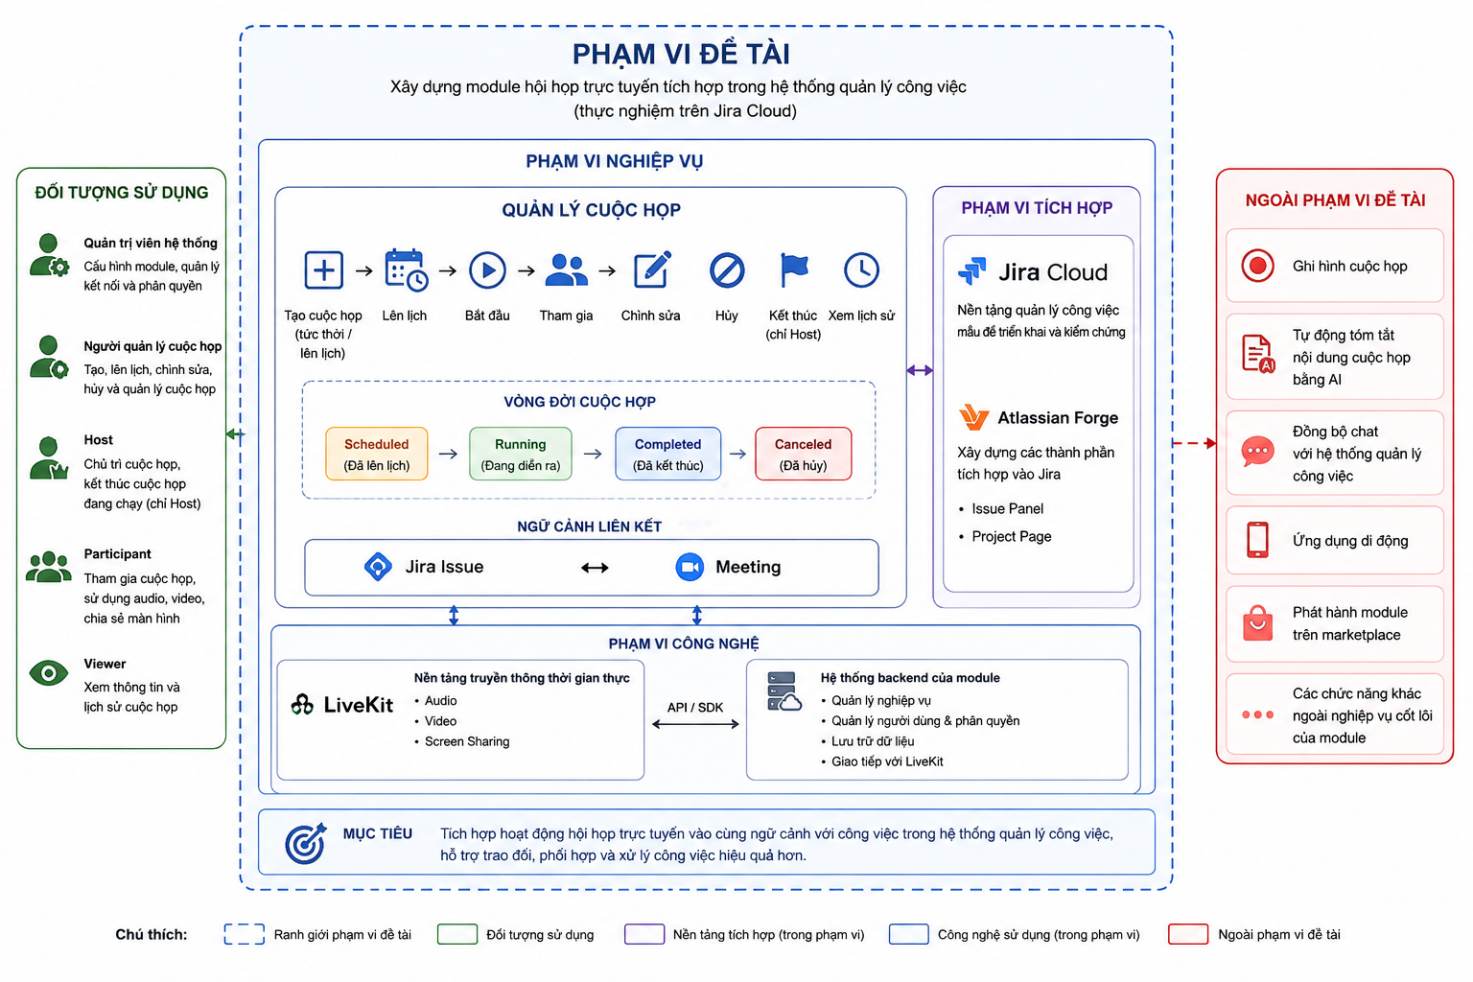 PHẠM VI ĐỀ TÀI
Xây dựng module hội họp trực tuyến tích hợp trong hệ thống quản lý công việc
(thực nghiệm trên Jira Cloud)
ĐỐI TƯỢNG SỬ DỤNG
Quản trị viên hệ thống
Cấu hình module, quản lý
kết nối và phân quyền
Người quản lý cuộc họp
Tạo, lên lịch, chỉnh sửa,
hủy và quản lý cuộc họp
Host
Chủ trì cuộc họp,
kết thúc cuộc họp
đang chạy (chỉ Host)
Participant
Tham gia cuộc họp,
sử dụng audio, video,
chia sẻ màn hình
Viewer
Xem thông tin và
lịch sử cuộc họp
PHẠM VI NGHIỆP VỤ
QUẢN LÝ CUỘC HỌP
Tạo cuộc họp
(tức thời /
lên lịch)
Lên lịch
Bắt đầu
Tham gia
Chỉnh sửa
Hủy
Kết thúc
(chỉ Host)
Xem lịch sử
VÒNG ĐỜI CUỘC HỢP
Scheduled
(Đã lên lịch)
Running
(Đang diễn ra)
Completed
(Đã kết thúc)
Canceled
(Đã hủy)
NGỮ CẢNH LIÊN KẾT
Jira Issue
Meeting
PHẠM VI TÍCH HỢP
Jira Cloud
Nền tảng quản lý công việc
mẫu để triển khai và kiểm chứng
Atlassian Forge
Xây dựng các thành phần
tích hợp vào Jira
• Issue Panel
• Project Page
PHẠM VI CÔNG NGHỆ
LiveKit
Nền tảng truyền thông thời gian thực
• Audio
• Video
• Screen Sharing
API / SDK
Hệ thống backend của module
• Quản lý nghiệp vụ
• Quản lý người dùng & phân quyền
• Lưu trữ dữ liệu
• Giao tiếp với LiveKit
MỤC TIÊU
Tích hợp hoạt động hội họp trực tuyến vào cùng ngữ cảnh với công việc trong hệ thống quản lý công việc,
hỗ trợ trao đổi, phối hợp và xử lý công việc hiệu quả hơn.
NGOÀI PHẠM VI ĐỀ TÀI
Ghi hình cuộc họp
Tự động tóm tắt
nội dung cuộc họp
bằng AI
AI
Đồng bộ chat
với hệ thống quản lý
công việc
Ứng dụng di động
Phát hành module
trên marketplace
Các chức năng khác
ngoài nghiệp vụ cốt lõi
của module
Chú thích:
Ranh giới phạm vi đề tài
Đối tượng sử dụng
Nền tảng tích hợp (trong phạm vi)
Công nghệ sử dụng (trong phạm vi)
Ngoài phạm vi đề tài